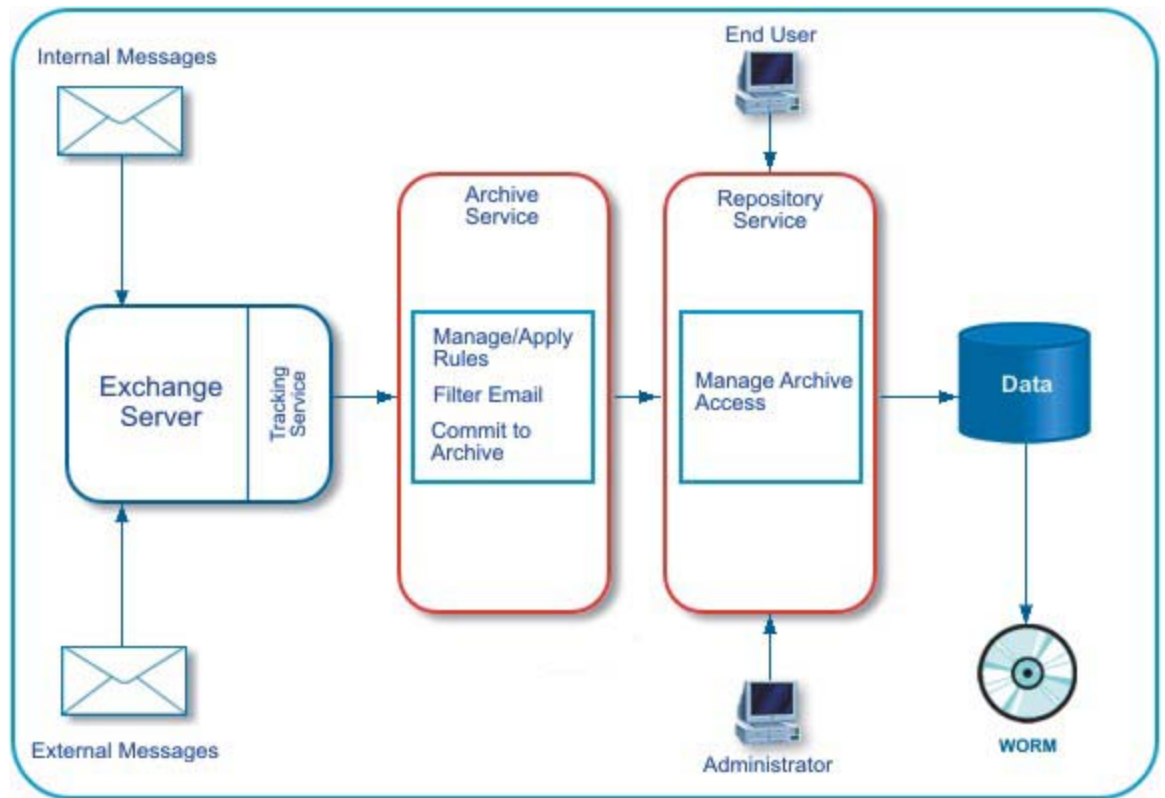 Internal Messages
End User
Archive
Service
Repository
Service
Exchange
Server
Tracking
Service
Manage/Apply
Rules
Filter Email
Commit to
Archive
Manage Archive
Access
Data
External Messages
Administrator
WORM